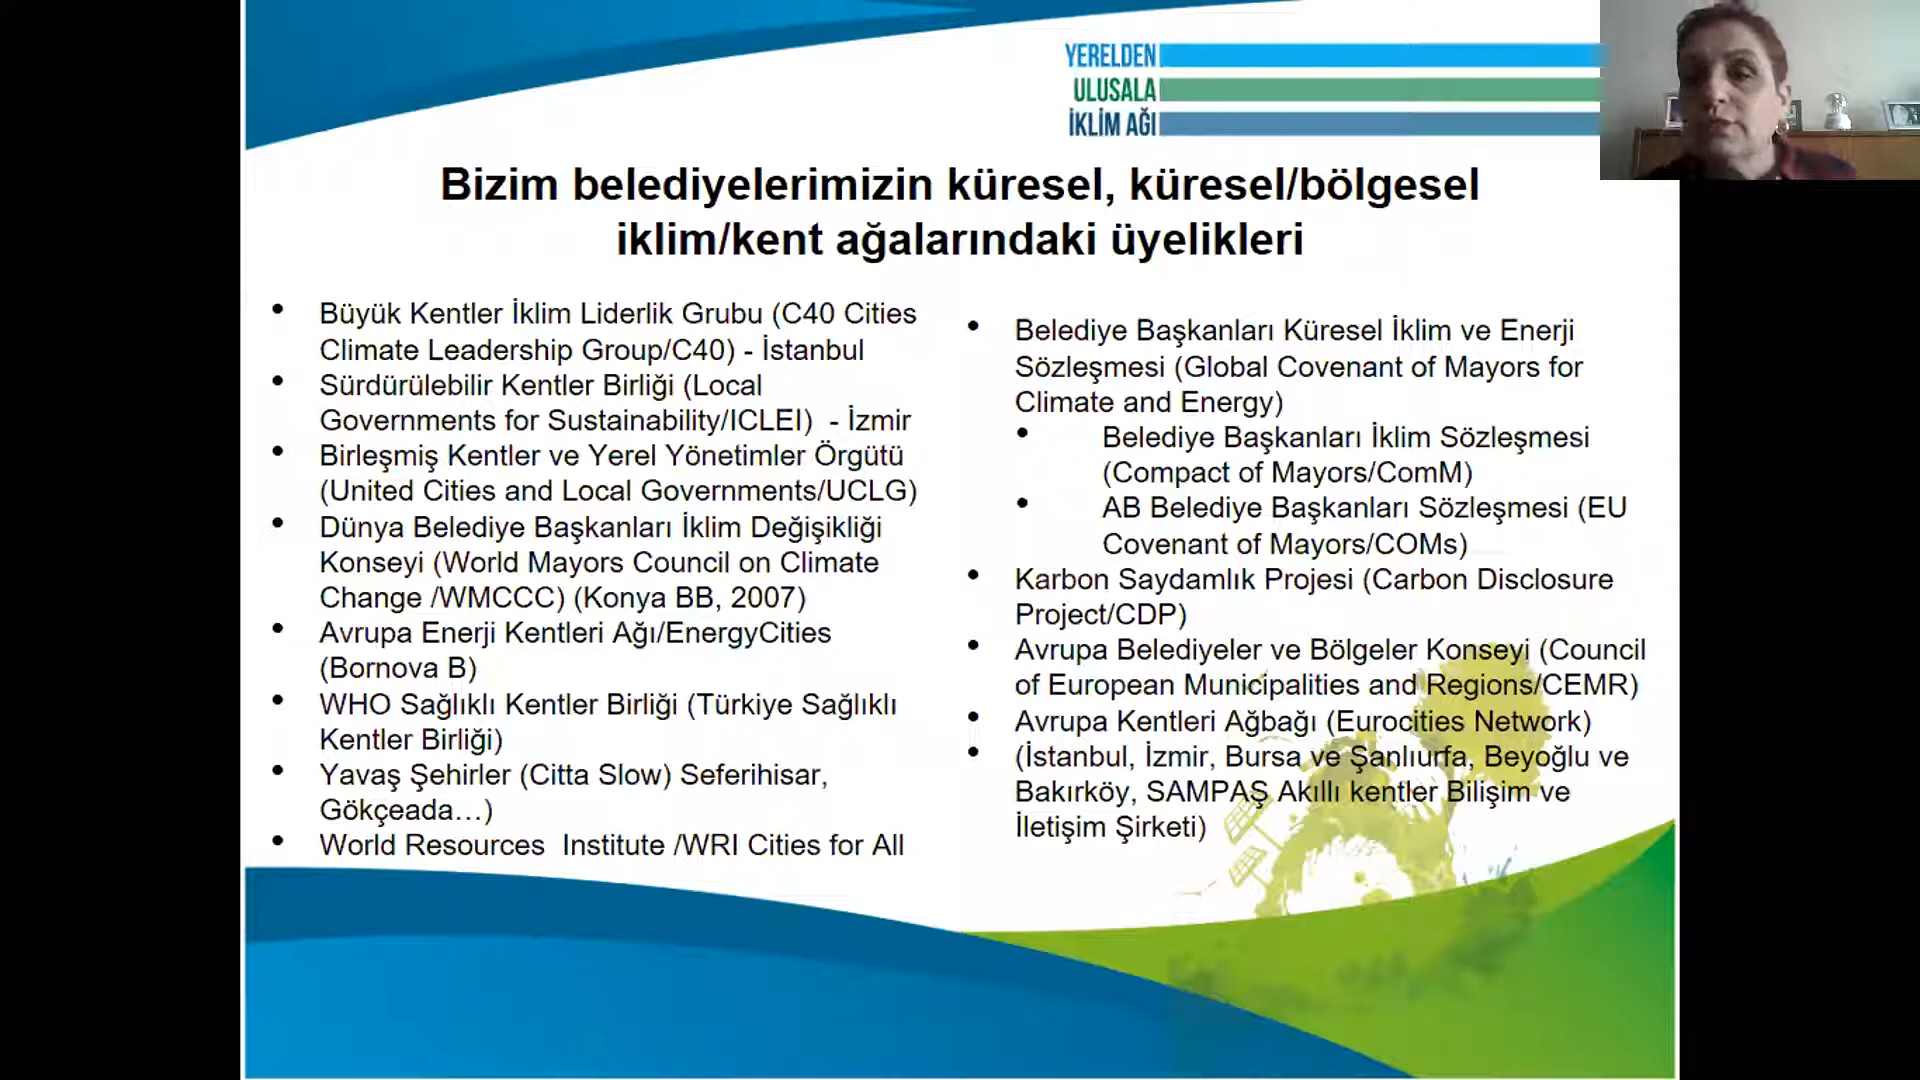 YERELDEN
ULUSALA
İKLİM AĞI
Bizim belediyelerimizin küresel, küresel/bölgesel
iklim/kent ağalarındaki üyelikleri
• Büyük Kentler İklim Liderlik Grubu (C40 Cities
Climate Leadership Group/C40) - İstanbul
• Sürdürülebilir Kentler Birliği (Local
Governments for Sustainability/ICLEI)  - İzmir
• Birleşmiş Kentler ve Yerel Yönetimler Örgütü
(United Cities and Local Governments/UCLG)
• Dünya Belediye Başkanları İklim Değişikliği
Konseyi (World Mayors Council on Climate
Change /WMCCC) (Konya BB, 2007)
• Avrupa Enerji Kentleri Ağı/EnergyCities
(Bornova B)
• WHO Sağlıklı Kentler Birliği (Türkiye Sağlıklı
Kentler Birliği)
• Yavaş Şehirler (Citta Slow) Seferihisar,
Gökçeada…)
• World Resources  Institute /WRI Cities for All
• Belediye Başkanları Küresel İklim ve Enerji
Sözleşmesi (Global Covenant of Mayors for
Climate and Energy)
• Belediye Başkanları İklim Sözleşmesi
(Compact of Mayors/ComM)
• AB Belediye Başkanları Sözleşmesi (EU
Covenant of Mayors/COMs)
• Karbon Saydamlık Projesi (Carbon Disclosure
Project/CDP)
• Avrupa Belediyeler ve Bölgeler Konseyi (Council
of European Municipalities and Regions/CEMR)
• Avrupa Kentleri Ağbağı (Eurocities Network)
• (İstanbul, İzmir, Bursa ve Şanlıurfa, Beyoğlu ve
Bakırköy, SAMPAŞ Akıllı kentler Bilişim ve
İletişim Şirketi)